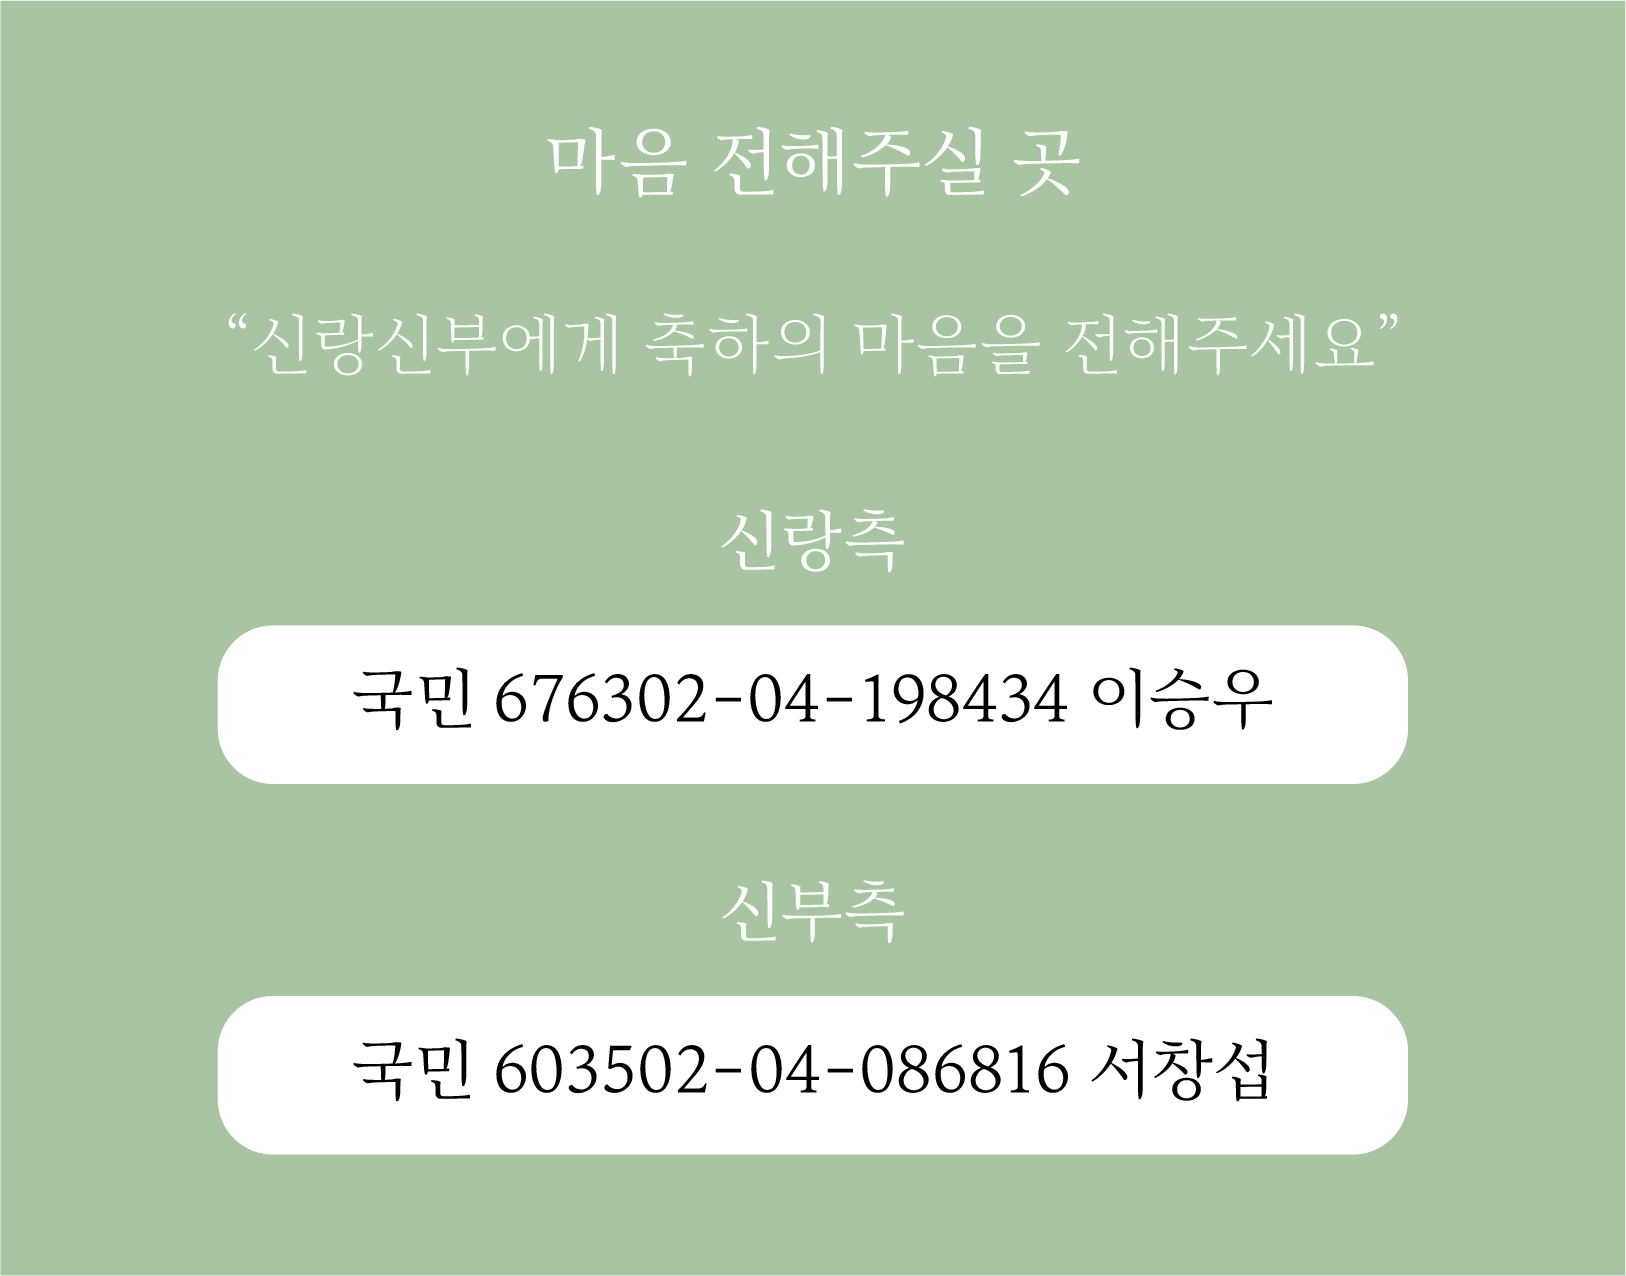 마음 전해주실 곳
“신랑신부에게 축하의 마음을 전해주세요”
신랑측
국민 676302-04-198434 이승우
신부측
국민 603502-04-086816 서창섭